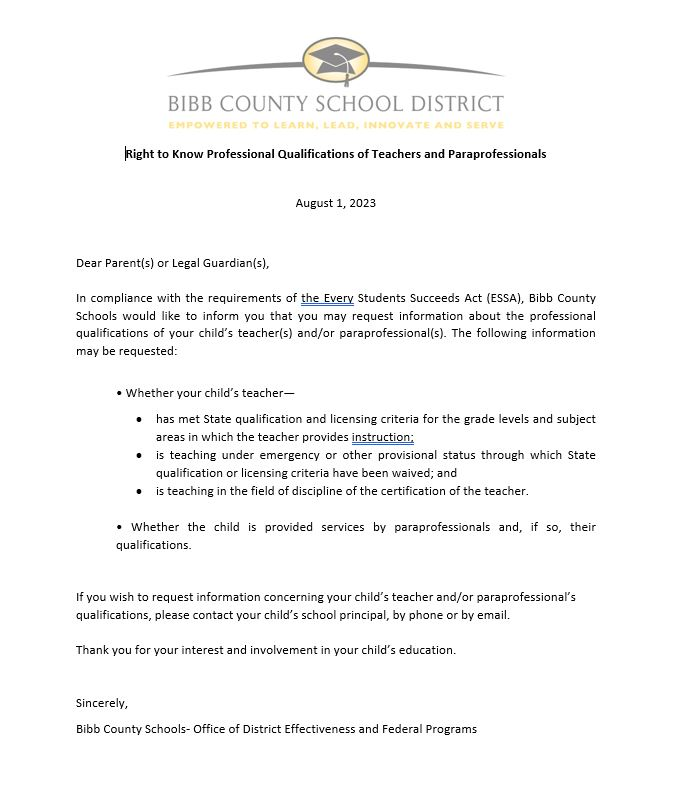 BIBB COUNTY SCHOOL DISTRICT
EMPOWERED TO LEARN, LEAD, INNOVATE AND SERVE
Right to Know Professional Qualifications of Teachers and Paraprofessionals
August 1, 2023
Dear Parent(s) or Legal Guardian(s),
In compliance with the requirements of the Every Students Succeeds Act (ESSA), Bibb County
Schools would like to inform you that you may request information about the professional
qualifications of your child’s teacher(s) and/or paraprofessional(s). The following information
may be requested:
• Whether your child’s teacher—
• has met State qualification and licensing criteria for the grade levels and subject
areas in which the teacher provides instruction;
• is teaching under emergency or other provisional status through which State
qualification or licensing criteria have been waived; and
• is teaching in the field of discipline of the certification of the teacher.
• Whether the child is provided services by paraprofessionals and, if so, their
qualifications.
If you wish to request information concerning your child’s teacher and/or paraprofessional’s
qualifications, please contact your child’s school principal, by phone or by email.
Thank you for your interest and involvement in your child’s education.
Sincerely,
Bibb County Schools- Office of District Effectiveness and Federal Programs